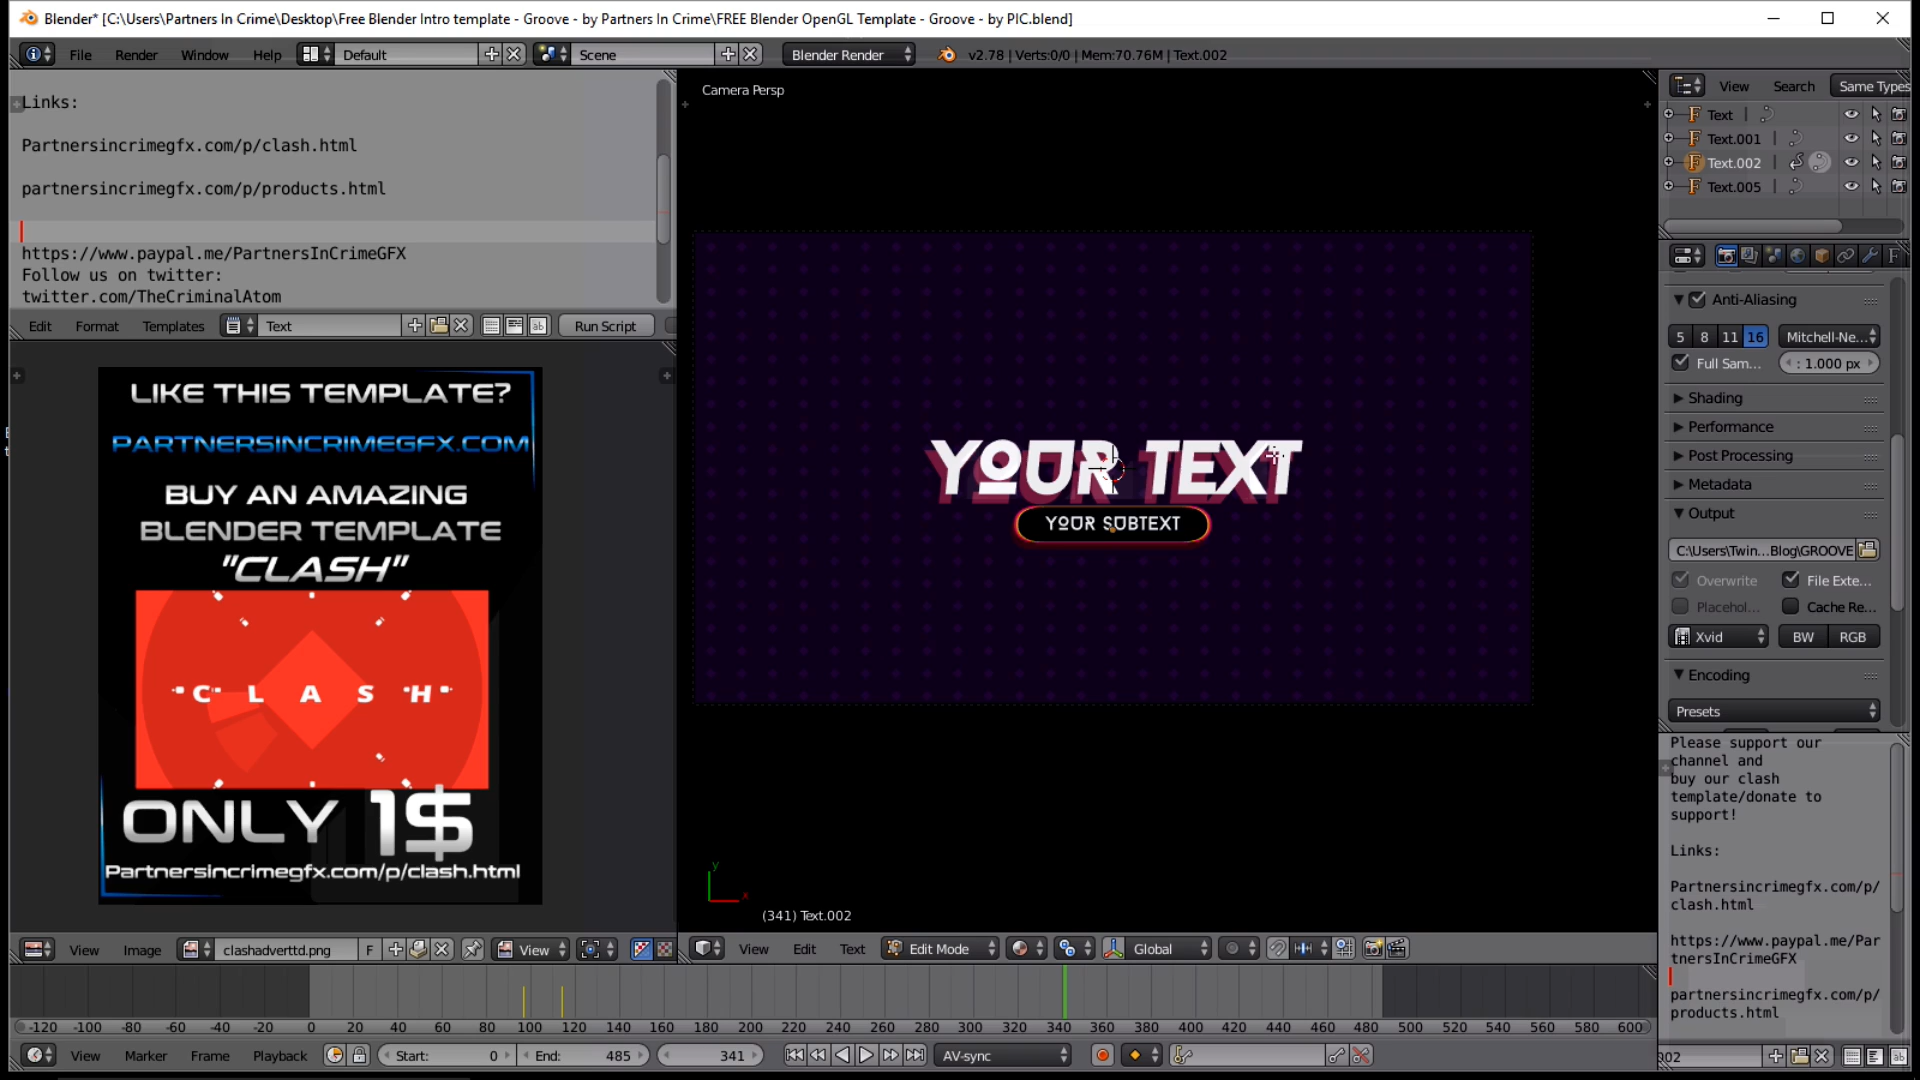 Blender* [C:\Users\Partners In Crime\Desktop\Free Blender Intro template - Groove - by Partners In Crime\FREE Blender OpenGL Template - Groove - by PIC.blend]
File Render Window Help Default Scene Blender Render v2.78 | Verts:0/0 | Mem:70.76M | Text.002
Links:
Partnersincrimegfx.com/p/clash.html
partnersincrimegfx.com/p/products.html
https://www.paypal.me/PartnersInCrimeGFX
Follow us on twitter:
twitter.com/TheCriminalAtom
Edit Format Templates Text Run Script
LIKE THIS TEMPLATE?
PARTNERSINCRIMEGFX.COM
BUY AN AMAZING
BLENDER TEMPLATE
"CLASH"
CLASH
ONLY 1$
Partnersincrimegfx.com/p/clash.html
View Image clashadverttd.png F View
Camera Persp
YOUR TEXT
YOUR SUBTEXT
y
x
(341) Text.002
View Edit Text Edit Mode Global
View Search Same Types
Text
Text.001
Text.002
Text.005
Anti-Aliasing
5 8 11 16 Mitchell-Ne...
Full Sam... : 1.000 px
Shading
Performance
Post Processing
Metadata
Output
C:\Users\Twin...Blog\GROOVE
Overwrite File Exte...
Placehol... Cache Re...
Xvid BW RGB
Encoding
Presets
Please support our
channel and
buy our clash
template/donate to
support!
Links:
Partnersincrimegfx.com/p/
clash.html
https://www.paypal.me/Par
tnersInCrimeGFX
partnersincrimegfx.com/p/
products.html
002
-120 -100 -80 -60 -40 -20 0 20 40 60 80 100 120 140 160 180 200 220 240 260 280 300 320 340 360 380 400 420 440 460 480 500 520 540 560 580 600
View Marker Frame Playback Start: 0 End: 485 341 AV-sync